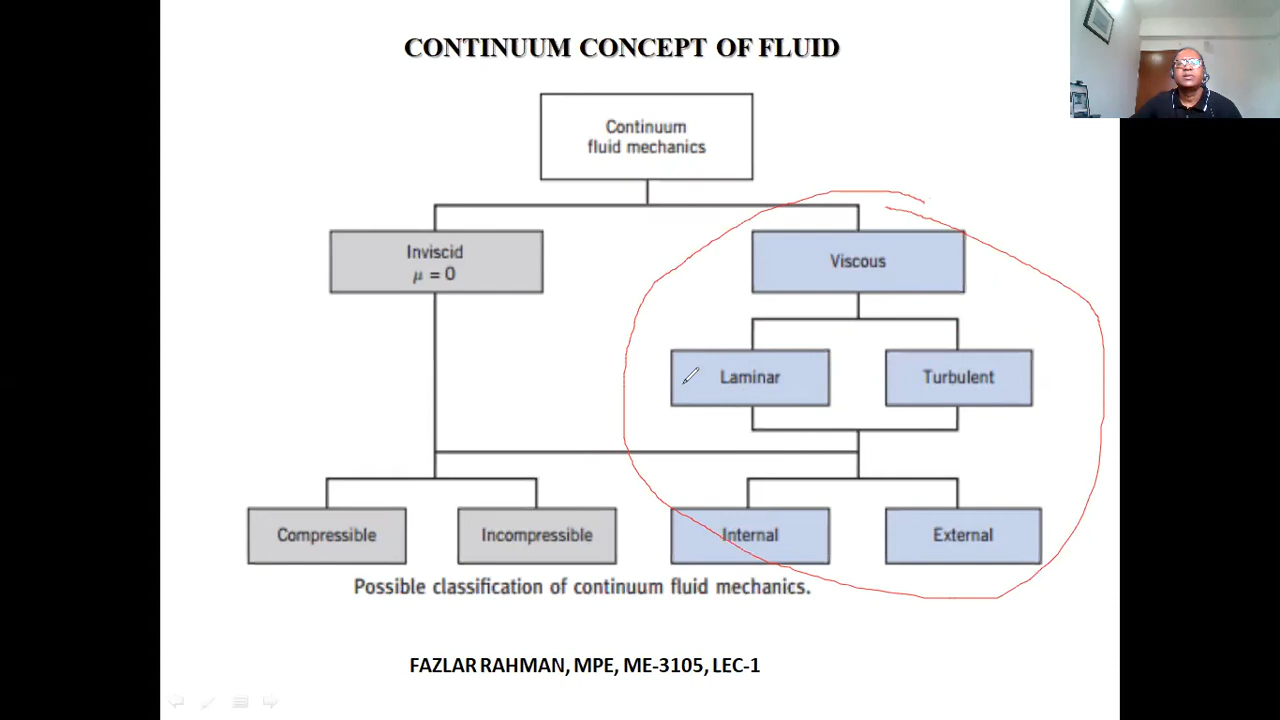 CONTINUUM CONCEPT OF FLUID
Continuum
fluid mechanics
Inviscid
μ = 0
Viscous
Laminar
Turbulent
Compressible
Incompressible
Internal
External
Possible classification of continuum fluid mechanics.
FAZLAR RAHMAN, MPE, ME-3105, LEC-1